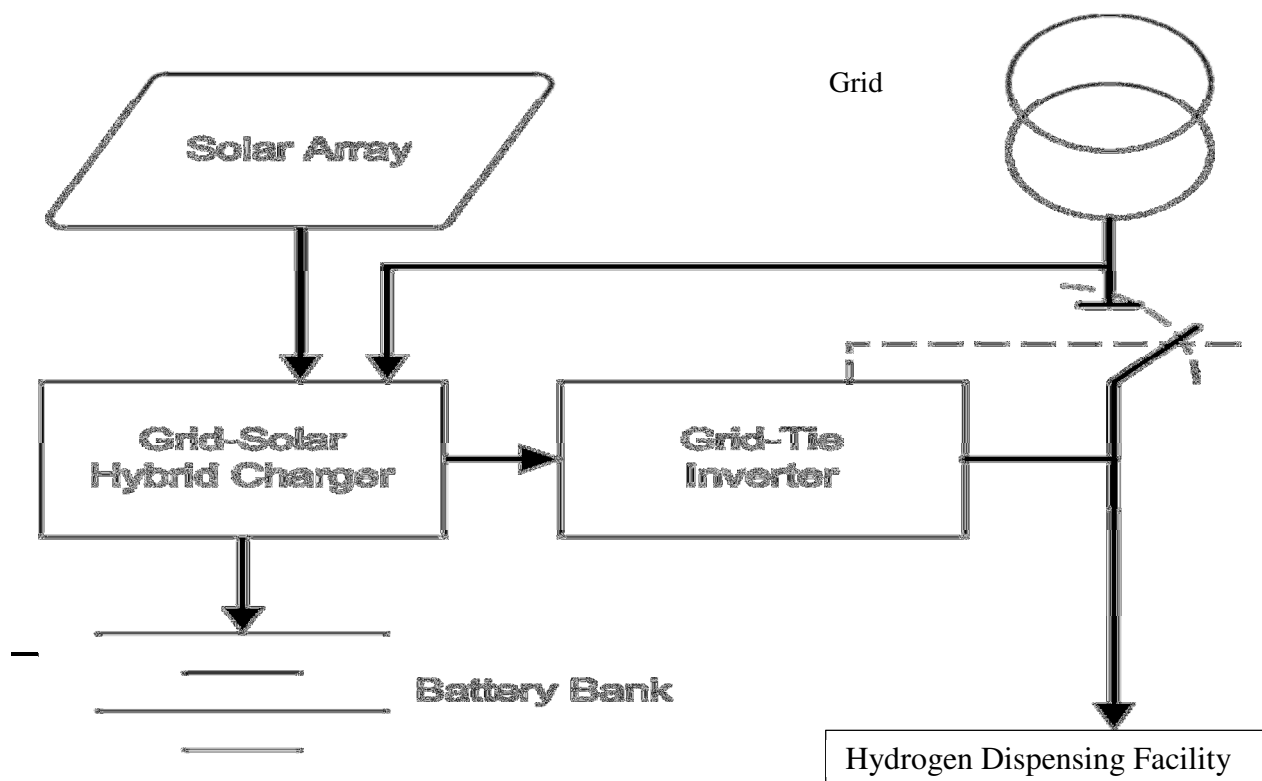 Grid
Solar Array
Grid-Solar
Hybrid Charger
Grid-Tie
Inverter
Battery Bank
Hydrogen Dispensing Facility